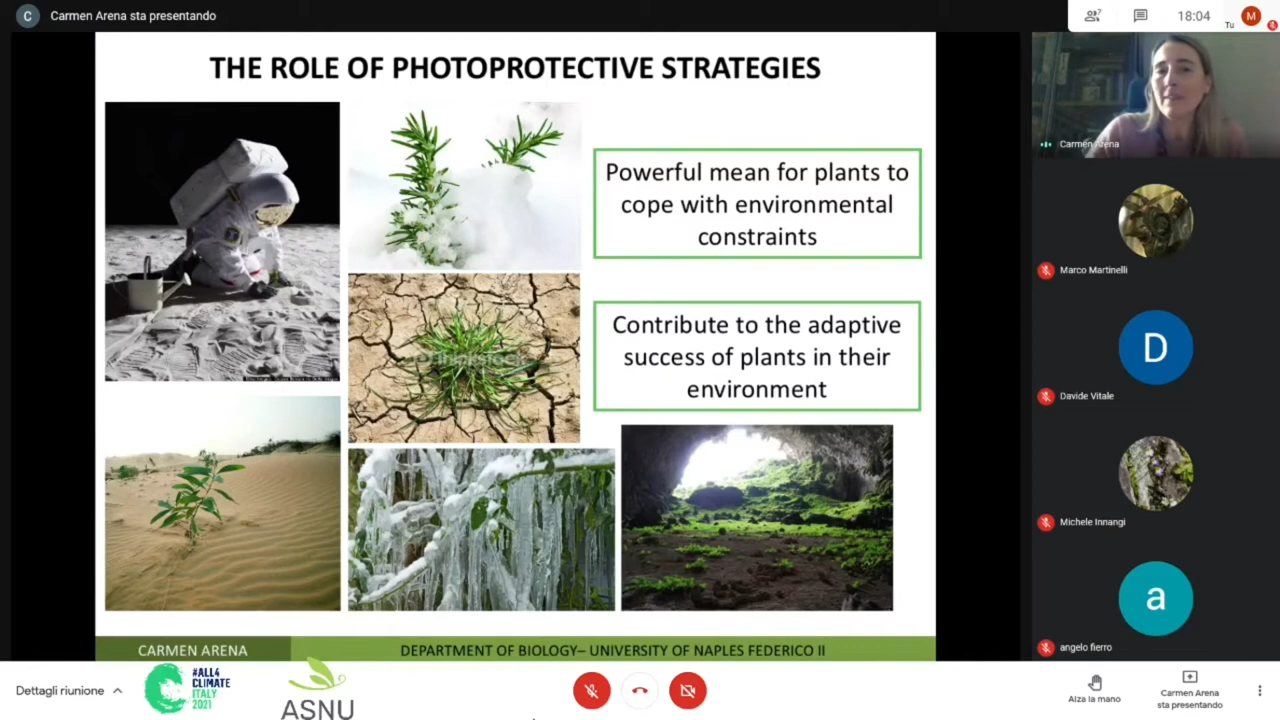 C
Carmen Arena sta presentando
7
18:04
Tu
M
THE ROLE OF PHOTOPROTECTIVE STRATEGIES
Powerful mean for plants to
cope with environmental
constraints
Contribute to the adaptive
success of plants in their
environment
Thinkstock
CARMEN ARENA
DEPARTMENT OF BIOLOGY– UNIVERSITY OF NAPLES FEDERICO II
Carmen Arena
Marco Martinelli
D
Davide Vitale
Michele Innangi
a
angelo fierro
Dettagli riunione
#ALL4
CLIMATE
ITALY
2021
ASNU
Alza la mano
Carmen Arena
sta presentando